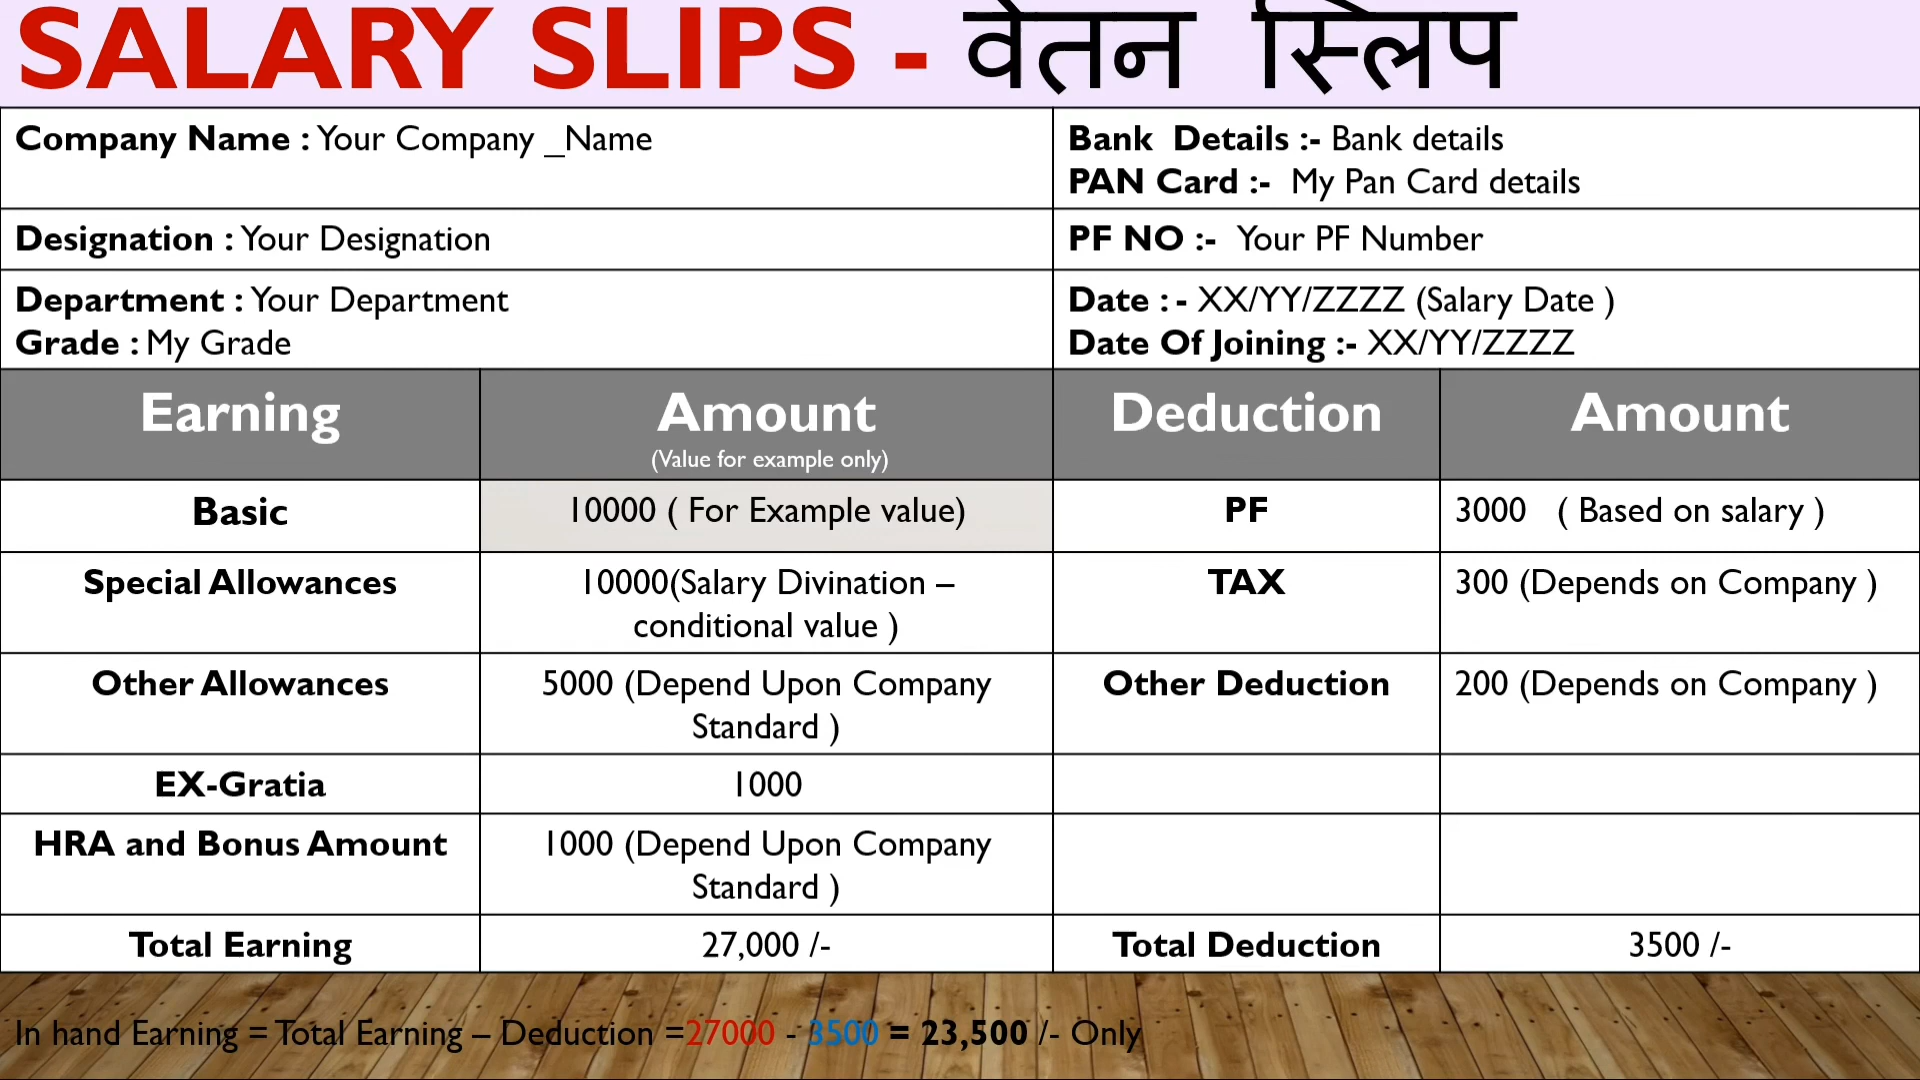 SALARY SLIPS - वेतन स्लिप
Company Name : Your Company _Name
Bank Details :- Bank details
PAN Card :- My Pan Card details
Designation : Your Designation
PF NO :- Your PF Number
Department : Your Department
Grade : My Grade
Date : - XX/YY/ZZZZ (Salary Date )
Date Of Joining :- XX/YY/ZZZZ
Earning
Amount
(Value for example only)
Deduction
Amount
Basic
10000 ( For Example value)
PF
3000 ( Based on salary )
Special Allowances
10000(Salary Divination –
conditional value )
TAX
300 (Depends on Company )
Other Allowances
5000 (Depend Upon Company
Standard )
Other Deduction
200 (Depends on Company )
EX-Gratia
1000
HRA and Bonus Amount
1000 (Depend Upon Company
Standard )
Total Earning
27,000 /-
Total Deduction
3500 /-
In hand Earning = Total Earning – Deduction =27000 - 3500 = 23,500 /- Only